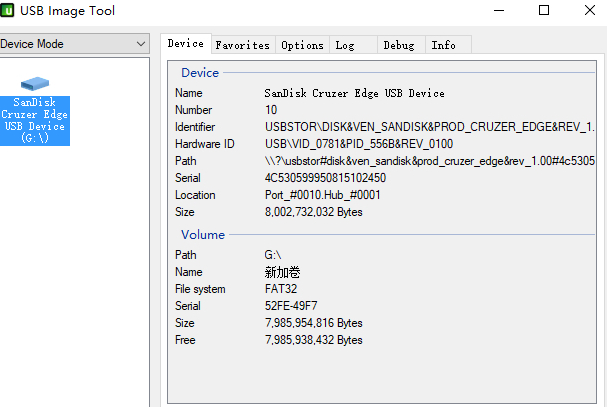 USB Image Tool
Device Mode
SanDisk
Cruzer Edge
USB Device
(G:\)
Device Favorites Options Log Debug Info
Device
Name SanDisk Cruzer Edge USB Device
Number 10
Identifier USBSTOR\DISK&VEN_SANDISK&PROD_CRUZER_EDGE&REV_1.
Hardware ID USB\VID_0781&PID_556B&REV_0100
Path \\?\usbstor#disk&ven_sandisk&prod_cruzer_edge&rev_1.00#4c5305
Serial 4C530599950815102450
Location Port_#0010.Hub_#0001
Size 8,002,732,032 Bytes
Volume
Path G:\
Name 新加卷
File system FAT32
Serial 52FE-49F7
Size 7,985,954,816 Bytes
Free 7,985,938,432 Bytes